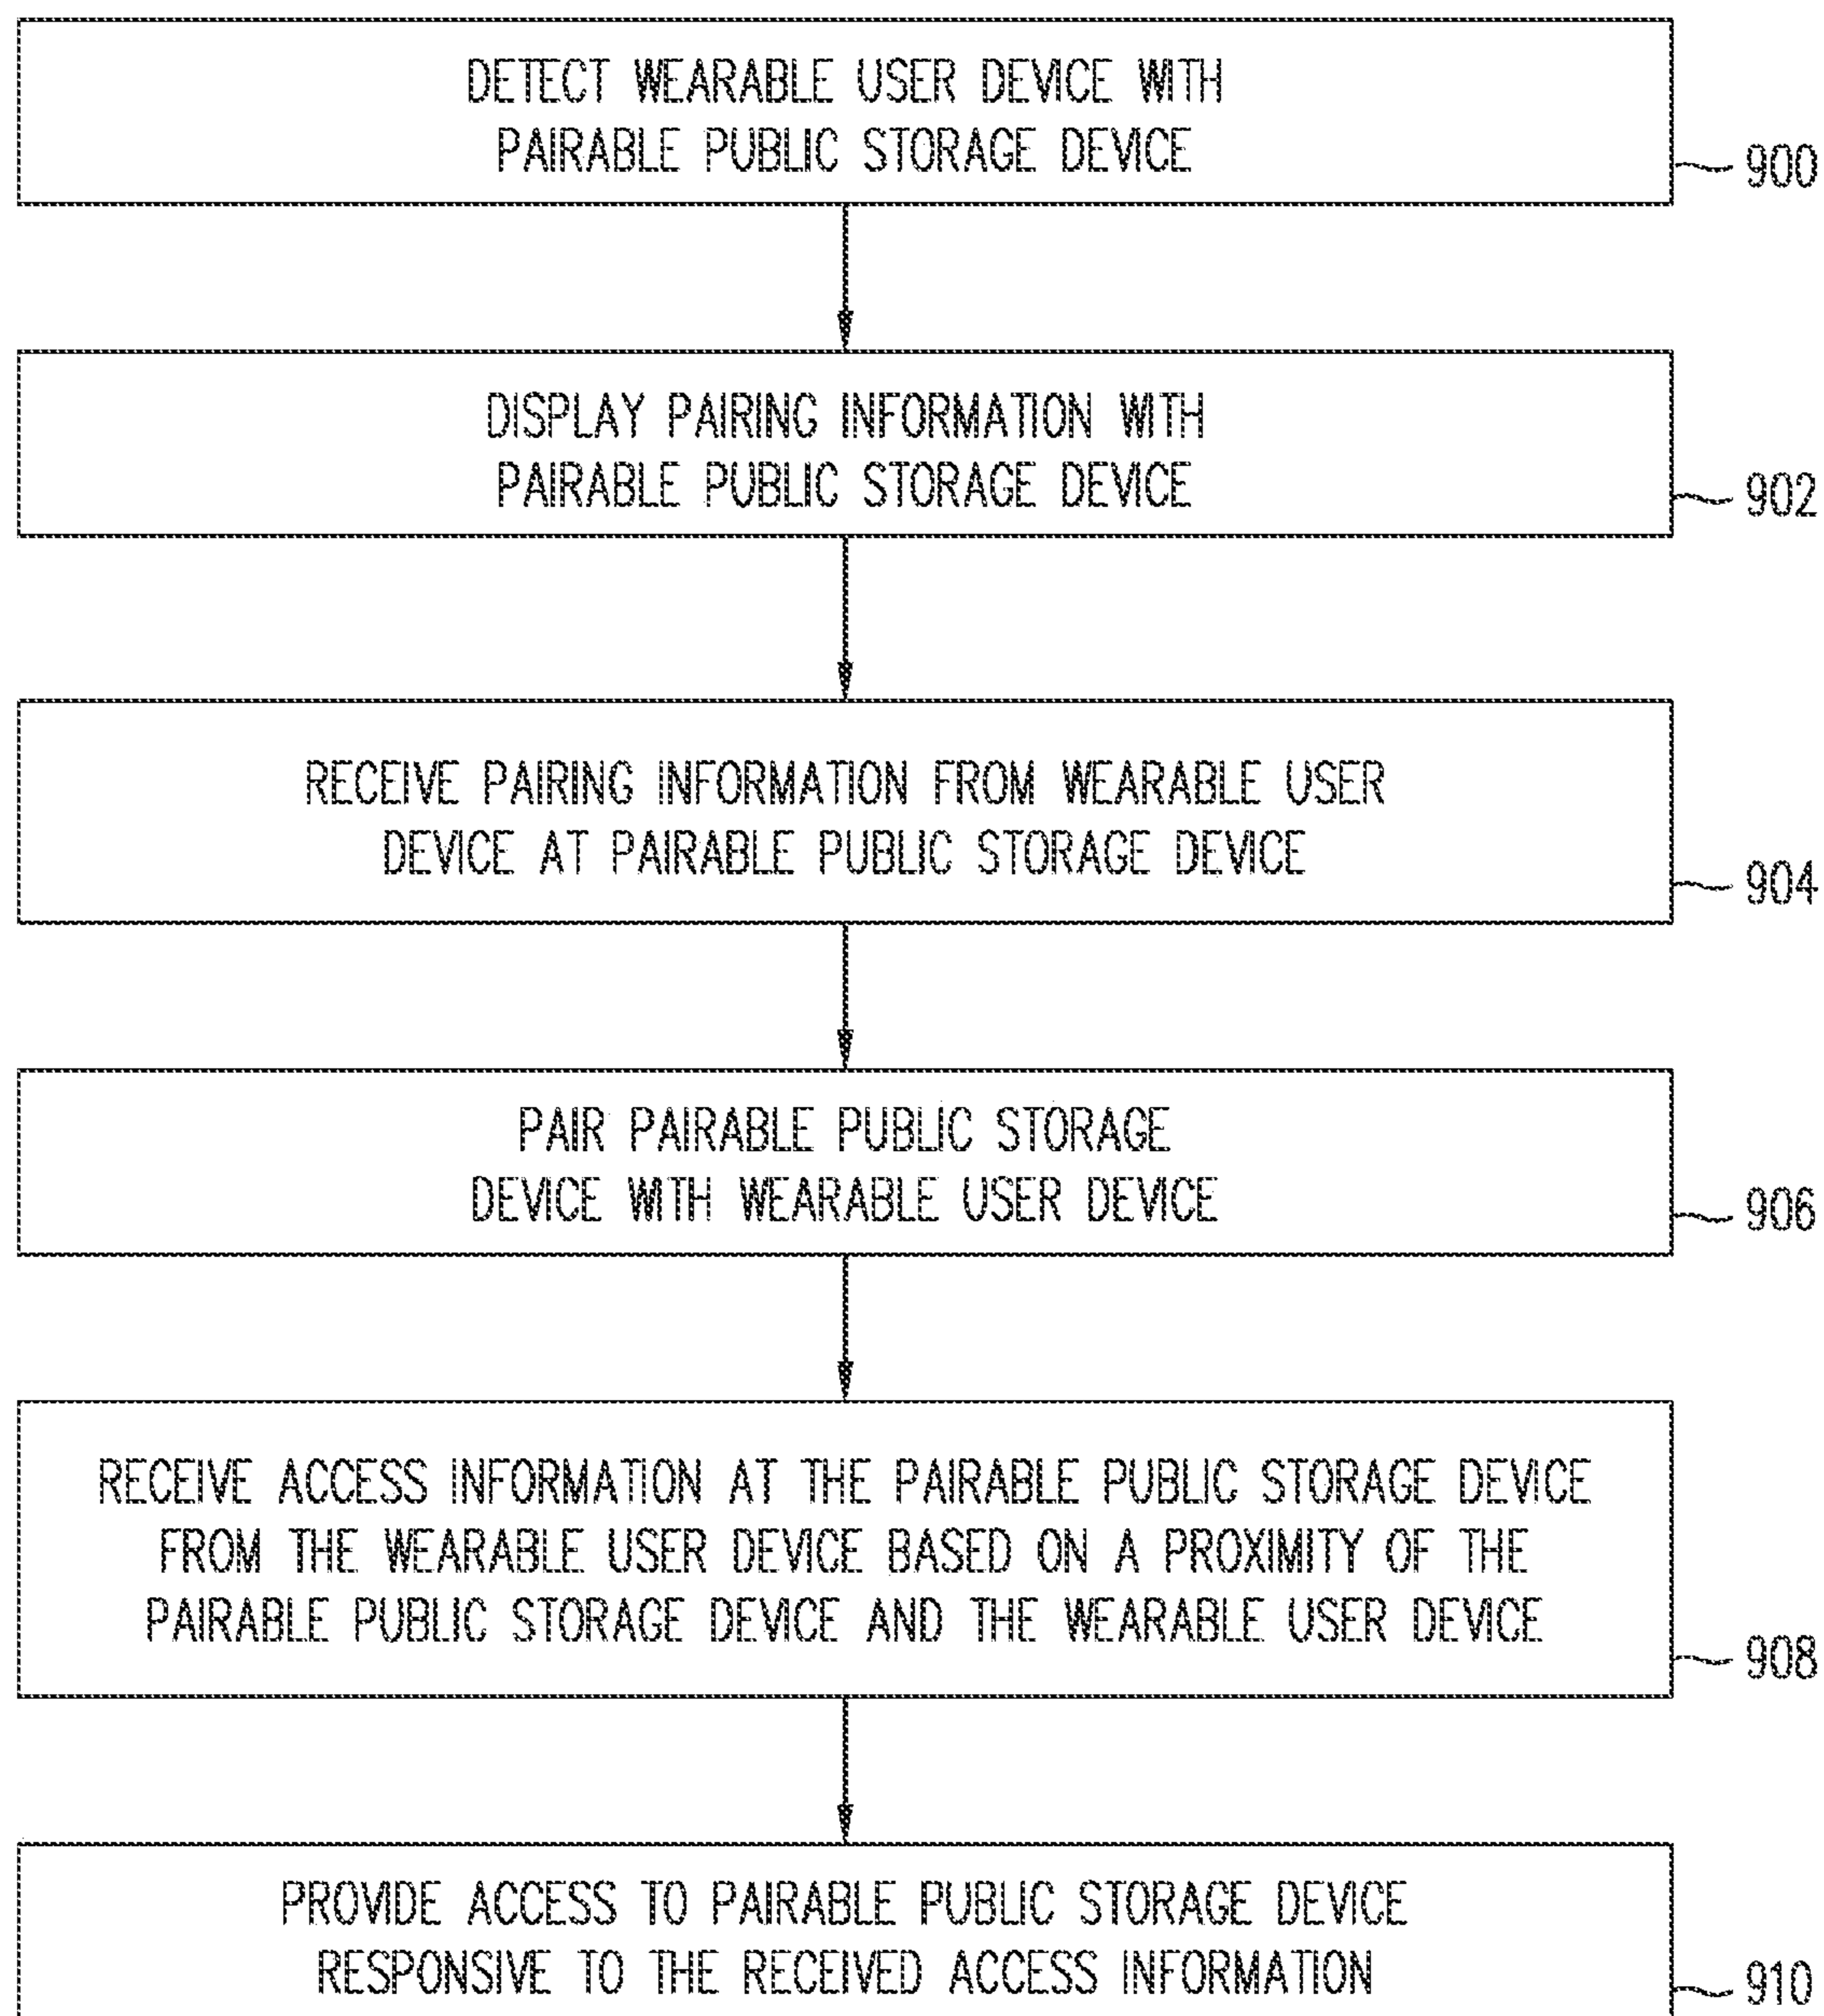 DETECT WEARABLE USER DEVICE WITH
PAIRABLE PUBLIC STORAGE DEVICE
900
DISPLAY PAIRING INFORMATION WITH
PAIRABLE PUBLIC STORAGE DEVICE
902
RECEIVE PAIRING INFORMATION FROM WEARABLE USER
DEVICE AT PAIRABLE PUBLIC STORAGE DEVICE
904
PAIR PAIRABLE PUBLIC STORAGE
DEVICE WITH WEARABLE USER DEVICE
906
RECEIVE ACCESS INFORMATION AT THE PAIRABLE PUBLIC STORAGE DEVICE
FROM THE WEARABLE USER DEVICE BASED ON A PROXIMITY OF THE
PAIRABLE PUBLIC STORAGE DEVICE AND THE WEARABLE USER DEVICE
908
PROVIDE ACCESS TO PAIRABLE PUBLIC STORAGE DEVICE
RESPONSIVE TO THE RECEIVED ACCESS INFORMATION
910